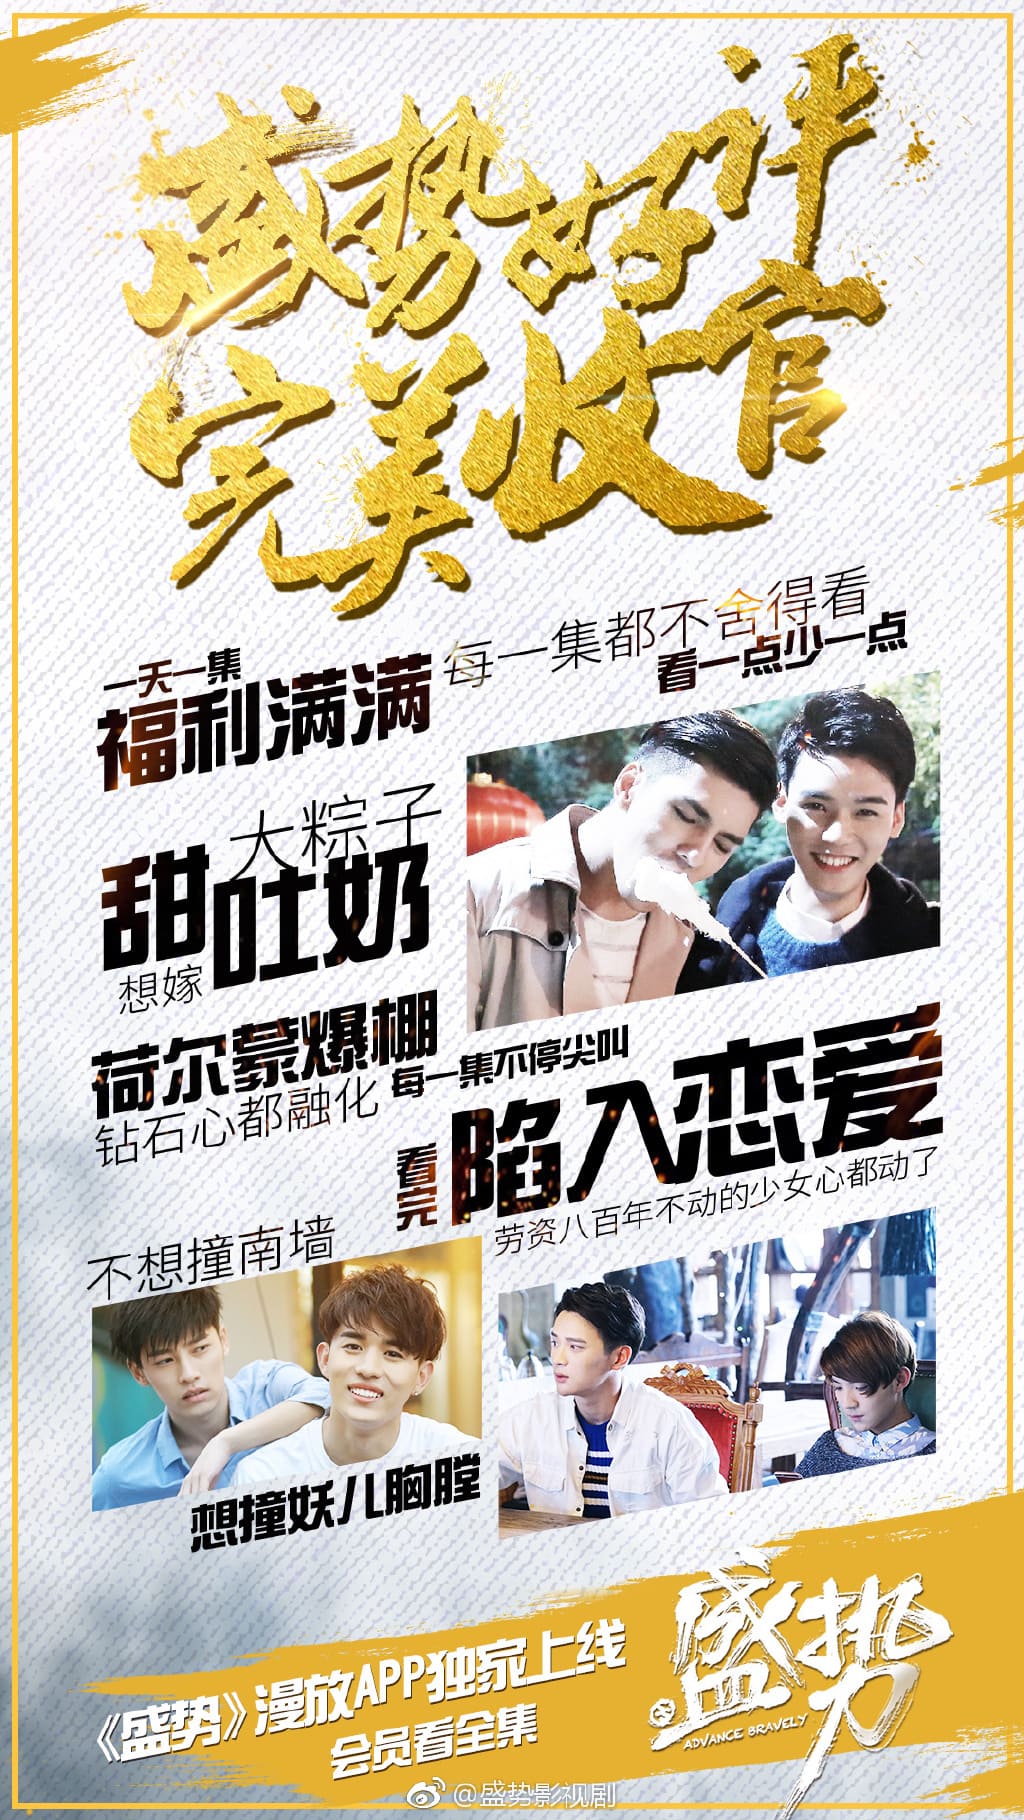 盛势好评
完美收官
一天一集
福利满满
每一集都不舍得看
看一点少一点
大粽子
甜吐奶
想嫁
荷尔蒙爆棚
钻石心都融化
每一集不停尖叫
看完
陷入恋爱
劳资八百年不动的少女心都动了
不想撞南墙
想撞妖儿胸膛
《盛势》漫放APP独家上线
会员看全集
盛势
ADVANCE BRAVELY
@盛势影视剧